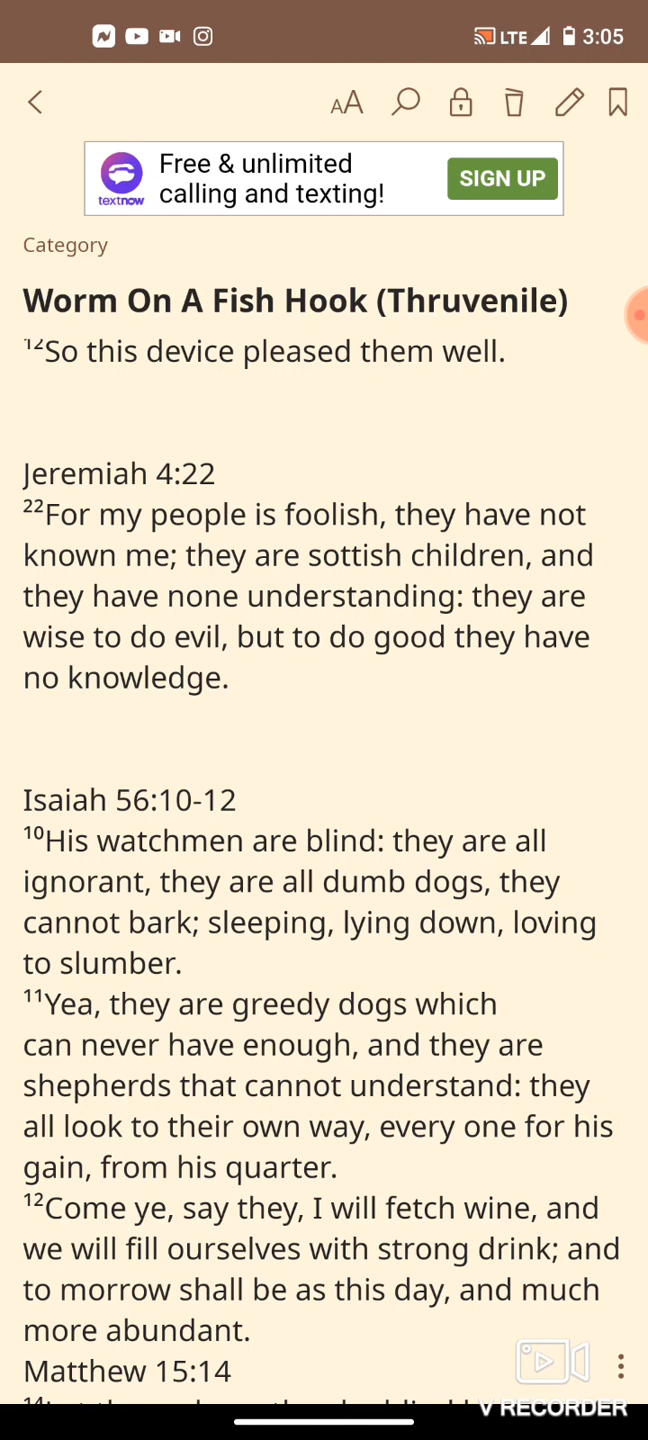 LTE 3:05
AA
textnow
Free & unlimited
calling and texting!
SIGN UP
Category
Worm On A Fish Hook (Thruvenile)
¹²So this device pleased them well.
Jeremiah 4:22
²²For my people is foolish, they have not
known me; they are sottish children, and
they have none understanding: they are
wise to do evil, but to do good they have
no knowledge.
Isaiah 56:10-12
¹⁰His watchmen are blind: they are all
ignorant, they are all dumb dogs, they
cannot bark; sleeping, lying down, loving
to slumber.
¹¹Yea, they are greedy dogs which
can never have enough, and they are
shepherds that cannot understand: they
all look to their own way, every one for his
gain, from his quarter.
¹²Come ye, say they, I will fetch wine, and
we will fill ourselves with strong drink; and
to morrow shall be as this day, and much
more abundant.
Matthew 15:14
V RECORDER